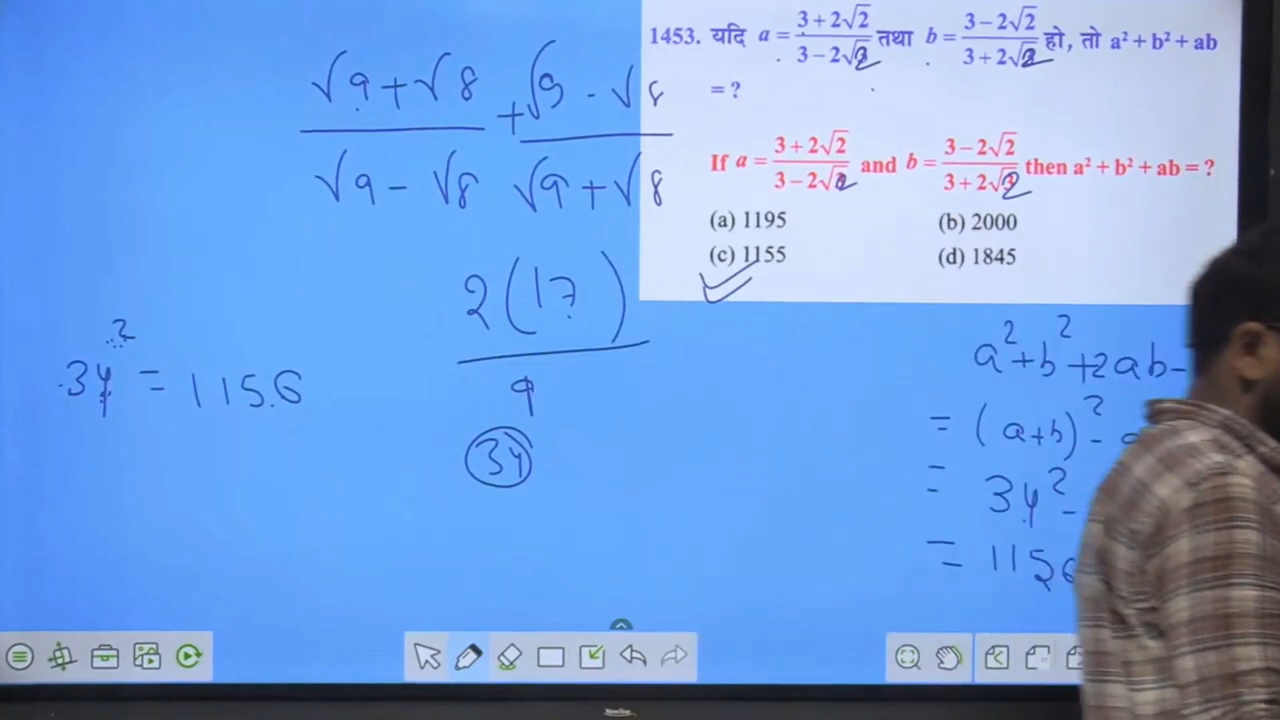 1453. यदि a = 3 + 2√2 / 3 − 2√2 तथा b = 3 − 2√2 / 3 + 2√2 हो, तो a² + b² + ab
= ?
If a = 3 + 2√2 / 3 − 2√2 and b = 3 − 2√2 / 3 + 2√2 then a² + b² + ab = ?
(a) 1195 (b) 2000
(c) 1155 (d) 1845
√9 + √8 / √9 − √8 + √9 − √8 / √9 + √8
2(17) / 9
34
34² = 1156
a² + b² + 2ab −
= (a+b)² −
= 34² −
= 1156
NewLine